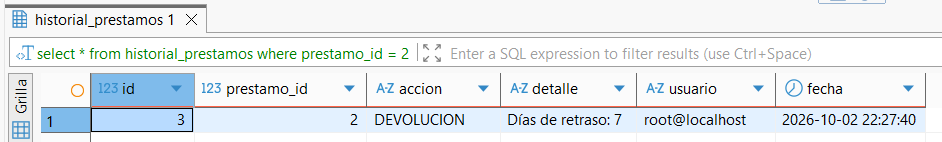 historial_prestamos 1
select * from historial_prestamos where prestamo_id = 2 Enter a SQL expression to filter results (use Ctrl+Space)
Grilla
123 id 123 prestamo_id A-Z accion A-Z detalle A-Z usuario fecha
1 3 2 DEVOLUCION Días de retraso: 7 root@localhost 2026-10-02 22:27:40